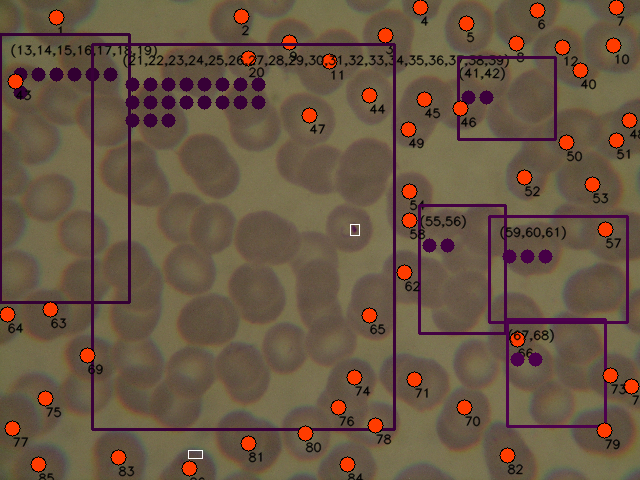 1 2 3 4 5 6 7
8 9 10 11 12
(13,14,15,16,17,18,19)
20
(21,22,23,24,25,26,27,28,29,30,31,32,33,34,35,36,37,38,39)
40
(41,42)
43 44 45 46
47 48 49 50 51
52 53 54
(55,56)
57 58
(59,60,61)
62 63 64 65 66
(67,68)
69 70 71
73 74 75 76 77 78 79
80 81 82 83 84 85